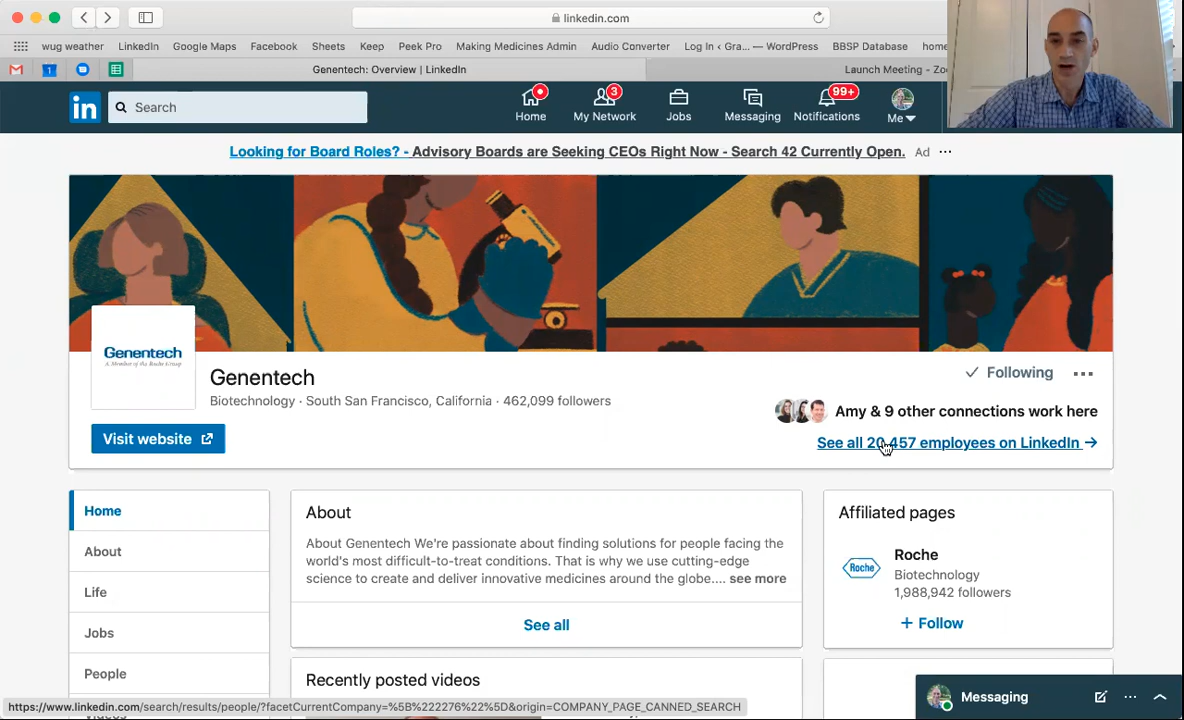 linkedin.com
wug weather LinkedIn Google Maps Facebook Sheets Keep Peek Pro Making Medicines Admin Audio Converter Log In ‹ Gra... — WordPress BBSP Database home
Genentech: Overview | LinkedIn Launch Meeting - Zoo
in Search
99+ 3
Home My Network Jobs Messaging Notifications Me
Looking for Board Roles? - Advisory Boards are Seeking CEOs Right Now - Search 42 Currently Open. Ad ...
Genentech
A Member of the Roche Group
Genentech
Biotechnology · South San Francisco, California · 462,099 followers
Visit website
Following ...
Amy & 9 other connections work here
See all 20,457 employees on LinkedIn
Home
About
Life
Jobs
People
Videos
About
About Genentech We're passionate about finding solutions for people facing the
world's most difficult-to-treat conditions. That is why we use cutting-edge
science to create and deliver innovative medicines around the globe.... see more
See all
Recently posted videos
Affiliated pages
Roche
Roche
Biotechnology
1,988,942 followers
+ Follow
Messaging ...
https://www.linkedin.com/search/results/people/?facetCurrentCompany=%5B%222276%22%5D&origin=COMPANY_PAGE_CANNED_SEARCH